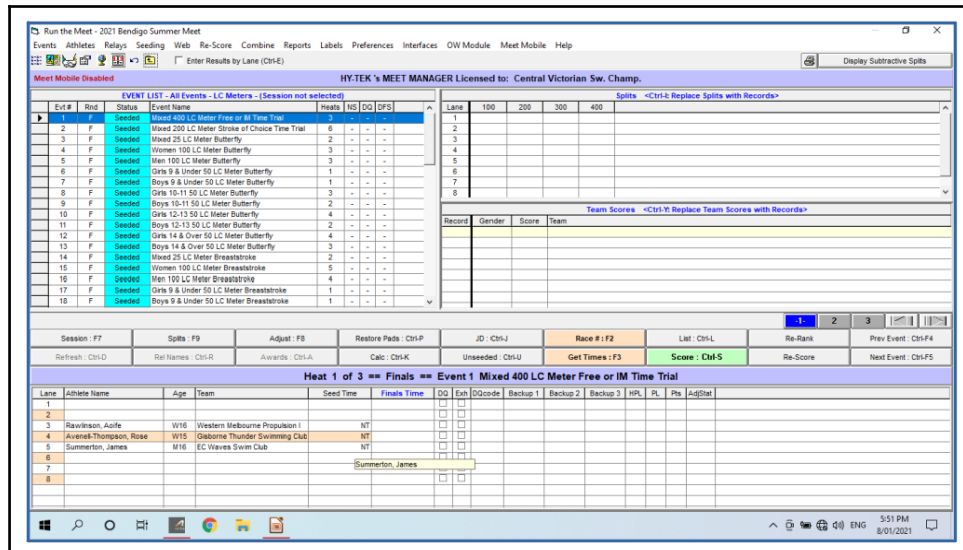 Run the Meet - 2021 Bendigo Summer Meet
Events Athletes Relays Seeding Web Re-Score Combine Reports Labels Preferences Interfaces OW Module Meet Mobile Help
Enter Results by Lane (Ctrl-E) Display Subtractive Splits
Meet Mobile Disabled HY-TEK 's MEET MANAGER Licensed to: Central Victorian Sw. Champ.
EVENT LIST - All Events - LC Meters - (Session not selected)
Evt # Rnd Status Event Name Heats NS DQ DFS
1 F Seeded Mixed 400 LC Meter Free or IM Time Trial 3 - - -
2 F Seeded Mixed 200 LC Meter Stroke of Choice Time Trial 6 - - -
3 F Seeded Mixed 25 LC Meter Butterfly 2 - - -
4 F Seeded Women 100 LC Meter Butterfly 3 - - -
5 F Seeded Men 100 LC Meter Butterfly 3 - - -
6 F Seeded Girls 9 & Under 50 LC Meter Butterfly 1 - - -
7 F Seeded Boys 9 & Under 50 LC Meter Butterfly 1 - - -
8 F Seeded Girls 10-11 50 LC Meter Butterfly 3 - - -
9 F Seeded Boys 10-11 50 LC Meter Butterfly 2 - - -
10 F Seeded Girls 12-13 50 LC Meter Butterfly 4 - - -
11 F Seeded Boys 12-13 50 LC Meter Butterfly 2 - - -
12 F Seeded Girls 14 & Over 50 LC Meter Butterfly 4 - - -
13 F Seeded Boys 14 & Over 50 LC Meter Butterfly 3 - - -
14 F Seeded Mixed 25 LC Meter Breaststroke 2 - - -
15 F Seeded Women 100 LC Meter Breaststroke 5 - - -
16 F Seeded Men 100 LC Meter Breaststroke 4 - - -
17 F Seeded Girls 9 & Under 50 LC Meter Breaststroke 1 - - -
18 F Seeded Boys 9 & Under 50 LC Meter Breaststroke 1 - - -
Splits <Ctrl-I: Replace Splits with Records>
Lane 100 200 300 400
1
2
3
4
5
6
7
8
Team Scores <Ctrl-Y: Replace Team Scores with Records>
Record Gender Score Team
-1- 2 3
Session : F7 Splits : F9 Adjust : F8 Restore Pads : Ctrl-P JD : Ctrl-J Race # : F2 List : Ctrl-L Re-Rank Prev Event : Ctrl-F4
Refresh : Ctrl-D Rel Names : Ctrl-R Awards : Ctrl-A Calc : Ctrl-K Unseeded : Ctrl-U Get Times : F3 Score : Ctrl-S Re-Score Next Event : Ctrl-F5
Heat 1 of 3 == Finals == Event 1 Mixed 400 LC Meter Free or IM Time Trial
Lane Athlete Name Age Team Seed Time Finals Time DQ Exh DQcode Backup 1 Backup 2 Backup 3 HPL PL Pts AdjStat
1
2
3 Rawlinson, Aoife W16 Western Melbourne Propulsion I NT
4 Avenell-Thompson, Rose W15 Gisborne Thunder Swimming Club NT
5 Summerton, James M16 EC Waves Swim Club NT
6
Summerton, James
7
8
ENG 5:51 PM
8/01/2021